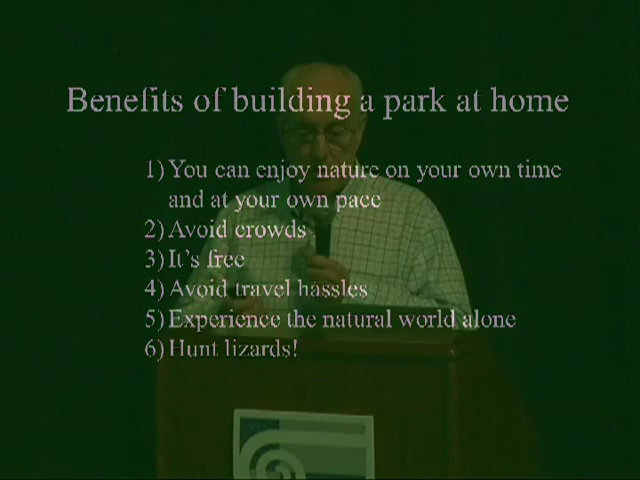 Benefits of building a park at home
1) You can enjoy nature on your own time
and at your own pace
2) Avoid crowds
3) It's free
4) Avoid travel hassles
5) Experience the natural world alone
6) Hunt lizards!